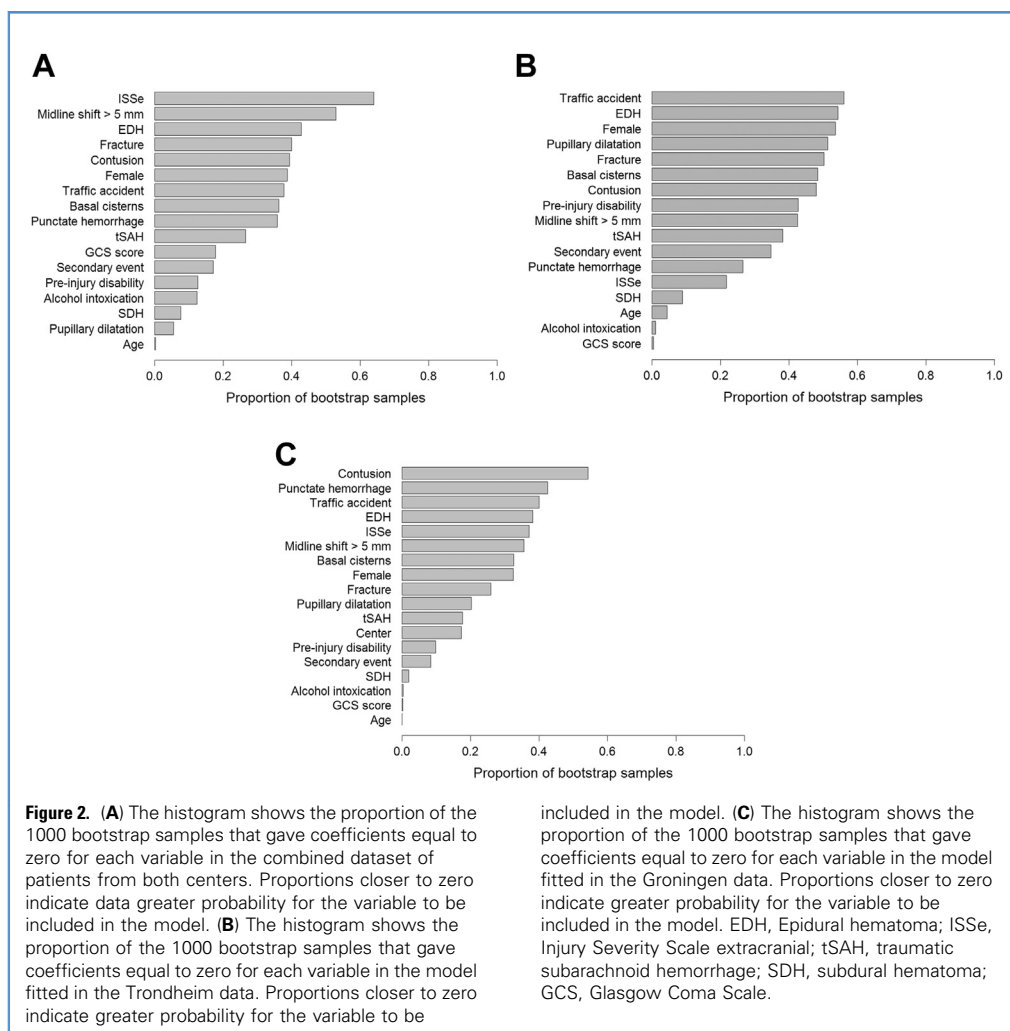 A
ISSe
Midline shift > 5 mm
EDH
Fracture
Contusion
Female
Traffic accident
Basal cisterns
Punctate hemorrhage
tSAH
GCS score
Secondary event
Pre-injury disability
Alcohol intoxication
SDH
Pupillary dilatation
Age
0.0 0.2 0.4 0.6 0.8 1.0
Proportion of bootstrap samples
B
Traffic accident
EDH
Female
Pupillary dilatation
Fracture
Basal cisterns
Contusion
Pre-injury disability
Midline shift > 5 mm
tSAH
Secondary event
Punctate hemorrhage
ISSe
SDH
Age
Alcohol intoxication
GCS score
0.0 0.2 0.4 0.6 0.8 1.0
Proportion of bootstrap samples
C
Contusion
Punctate hemorrhage
Traffic accident
EDH
ISSe
Midline shift > 5 mm
Basal cisterns
Female
Fracture
Pupillary dilatation
tSAH
Center
Pre-injury disability
Secondary event
SDH
Alcohol intoxication
GCS score
Age
0.0 0.2 0.4 0.6 0.8 1.0
Proportion of bootstrap samples
Figure 2. (A) The histogram shows the proportion of the
1000 bootstrap samples that gave coefficients equal to
zero for each variable in the combined dataset of
patients from both centers. Proportions closer to zero
indicate data greater probability for the variable to be
included in the model. (B) The histogram shows the
proportion of the 1000 bootstrap samples that gave
coefficients equal to zero for each variable in the model
fitted in the Trondheim data. Proportions closer to zero
indicate greater probability for the variable to be
included in the model. (C) The histogram shows the
proportion of the 1000 bootstrap samples that gave
coefficients equal to zero for each variable in the model
fitted in the Groningen data. Proportions closer to zero
indicate greater probability for the variable to be
included in the model. EDH, Epidural hematoma; ISSe,
Injury Severity Scale extracranial; tSAH, traumatic
subarachnoid hemorrhage; SDH, subdural hematoma;
GCS, Glasgow Coma Scale.